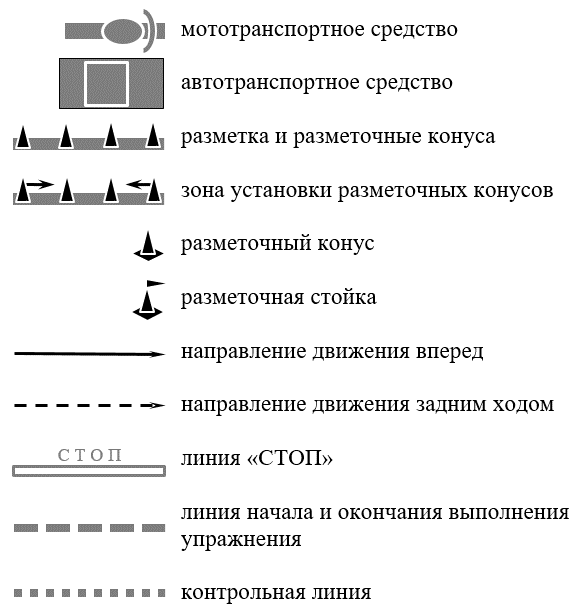 мототранспортное средство
автотранспортное средство
разметка и разметочные конуса
зона установки разметочных конусов
разметочный конус
разметочная стойка
направление движения вперед
направление движения задним ходом
СТОП
линия «СТОП»
линия начала и окончания выполнения
упражнения
контрольная линия